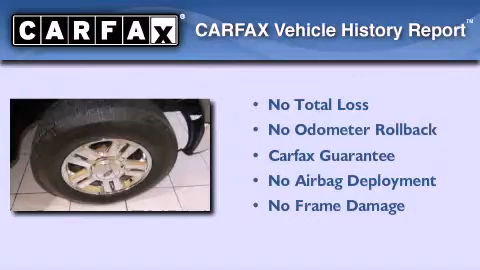 CARFAX®
CARFAX Vehicle History Report™
• No Total Loss
• No Odometer Rollback
• Carfax Guarantee
• No Airbag Deployment
• No Frame Damage